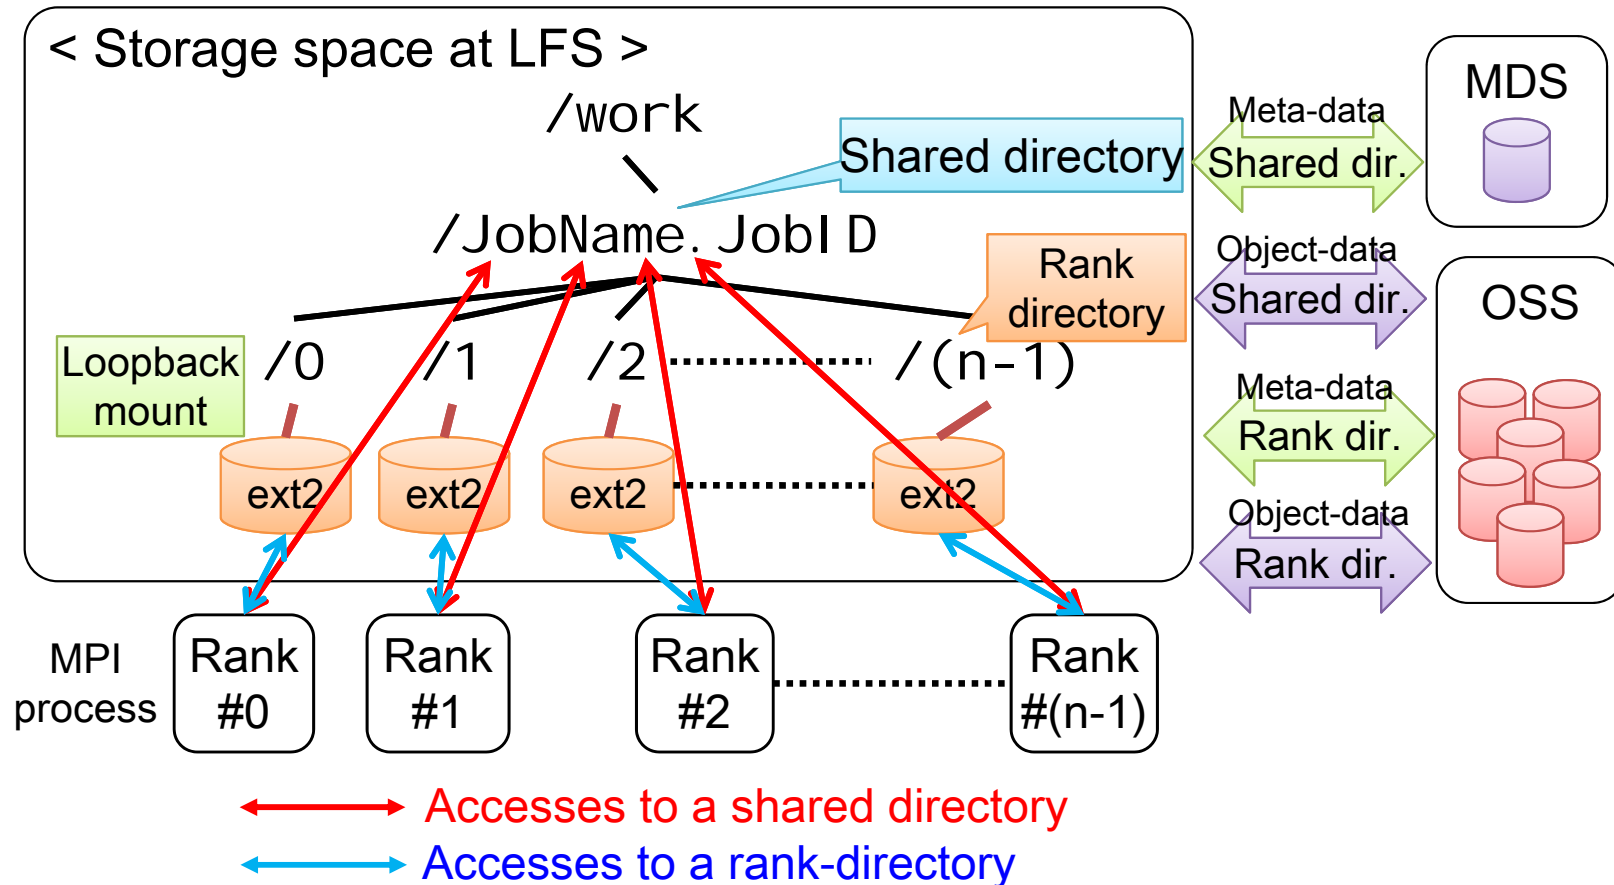 < Storage space at LFS >
/work
Shared directory
/JobName.JobID
Rank
directory
Loopback
mount
/0
/1
/2
/(n-1)
ext2
ext2
ext2
ext2
MPI
process
Rank
#0
Rank
#1
Rank
#2
Rank
#(n-1)
Meta-data
Shared dir.
Object-data
Shared dir.
Meta-data
Rank dir.
Object-data
Rank dir.
MDS
OSS
Accesses to a shared directory
Accesses to a rank-directory